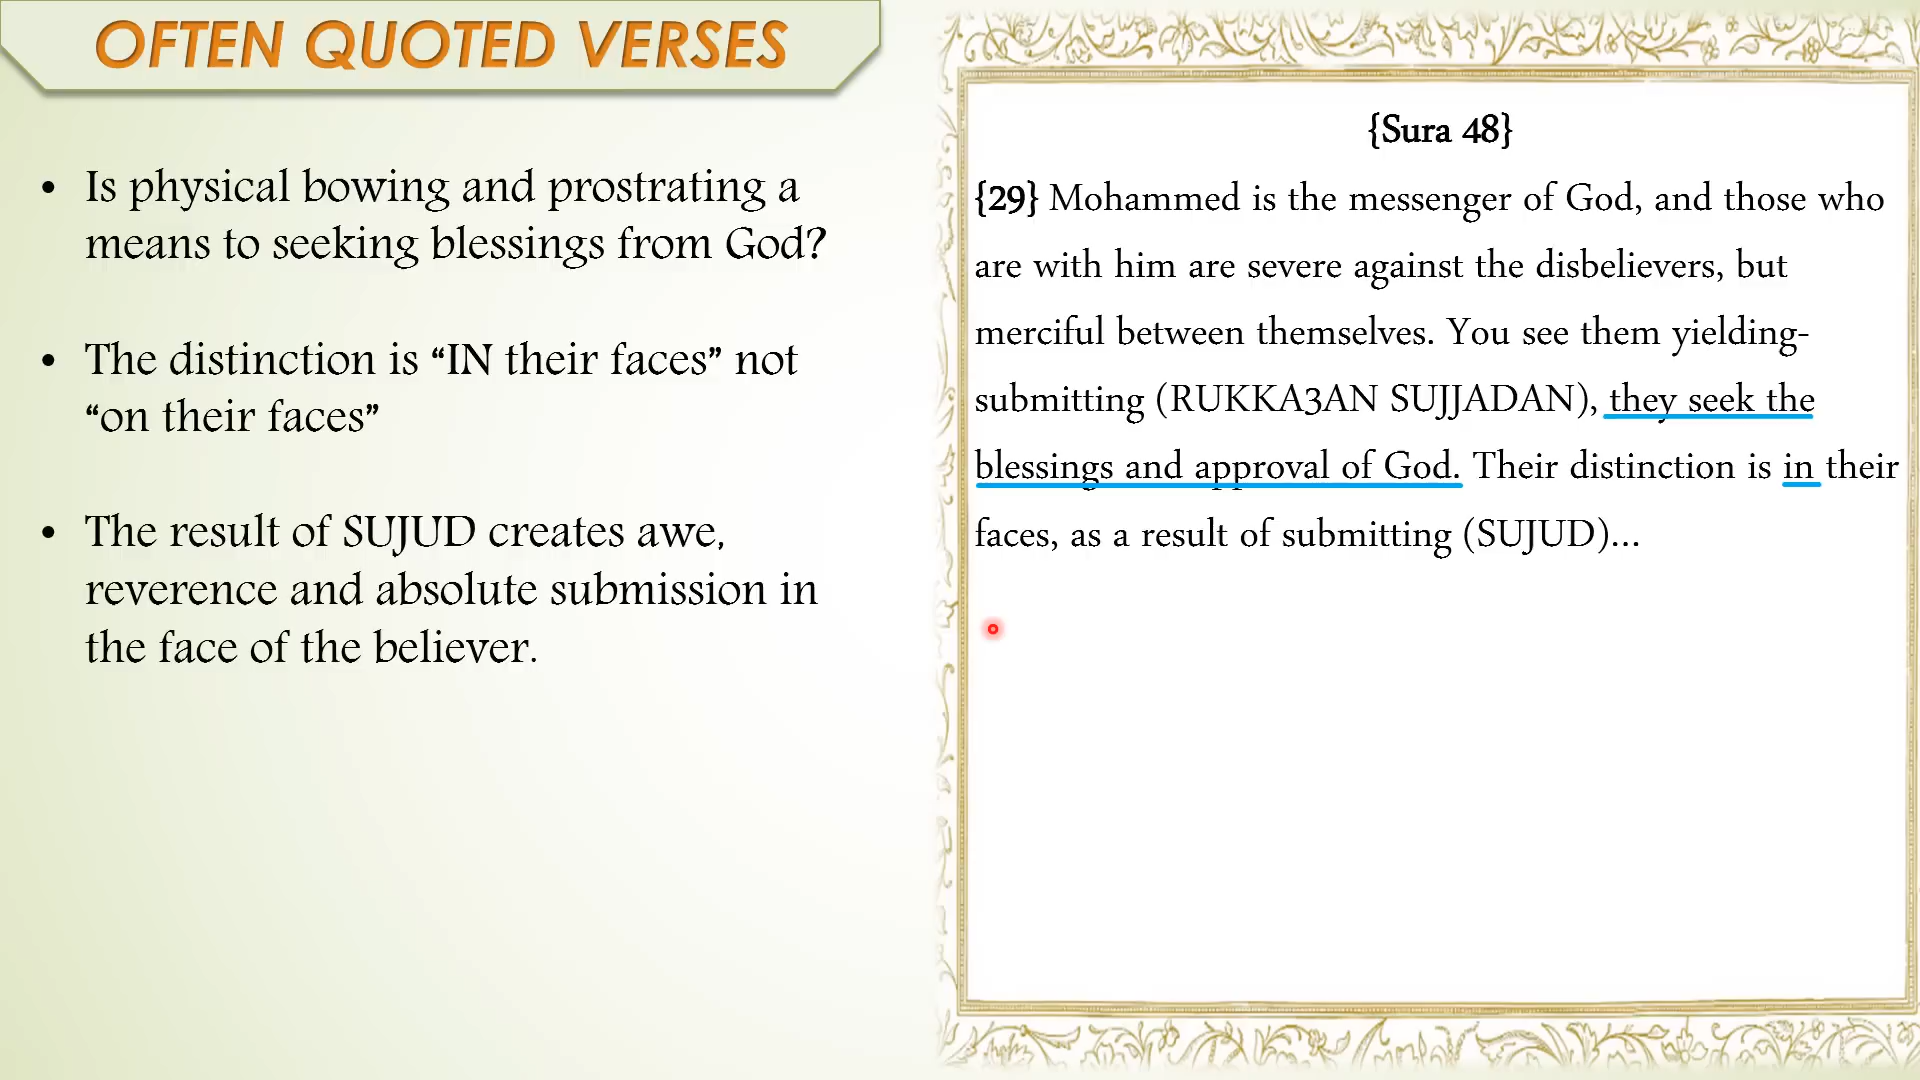 OFTEN QUOTED VERSES
• Is physical bowing and prostrating a
means to seeking blessings from God?
• The distinction is “IN their faces” not
“on their faces”
• The result of SUJUD creates awe,
reverence and absolute submission in
the face of the believer.
{Sura 48}
{29} Mohammed is the messenger of God, and those who
are with him are severe against the disbelievers, but
merciful between themselves. You see them yielding-
submitting (RUKKA3AN SUJJADAN), they seek the
blessings and approval of God. Their distinction is in their
faces, as a result of submitting (SUJUD)...